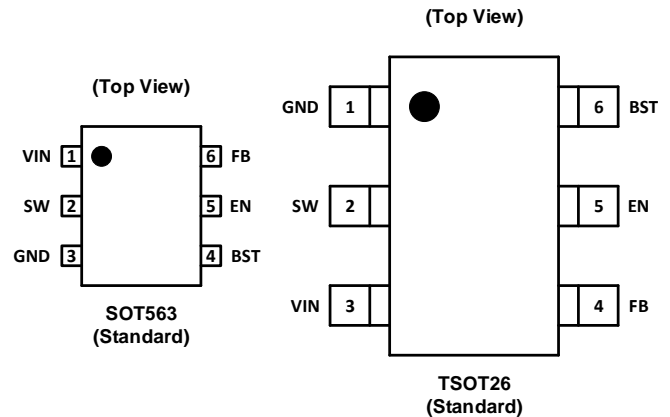 (Top View)
VIN 1 6 FB
SW 2 5 EN
GND 3 4 BST
SOT563
(Standard)
(Top View)
GND 1 6 BST
SW 2 5 EN
VIN 3 4 FB
TSOT26
(Standard)